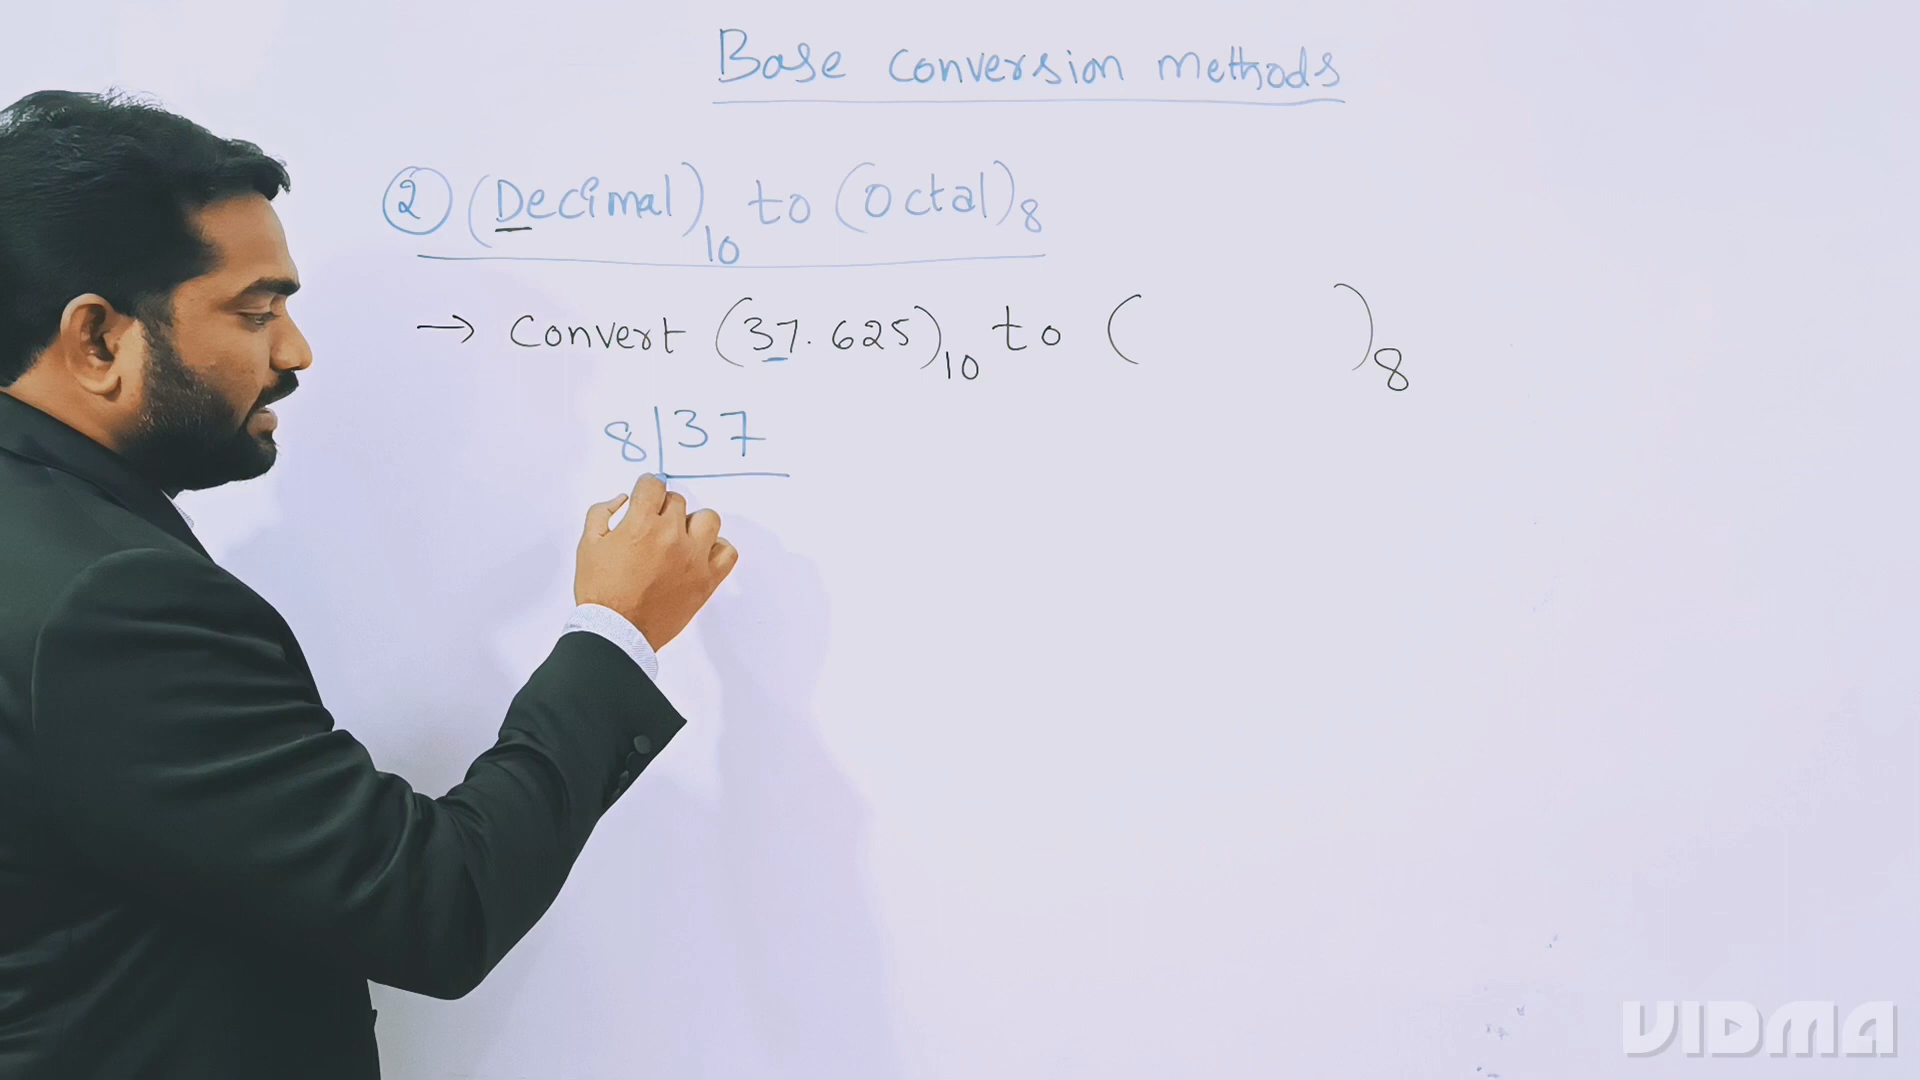 Base conversion methods
② (Decimal)₁₀ to (Octal)₈
→ Convert (37.625)₁₀ to (          )₈
8 | 37
VIDMA